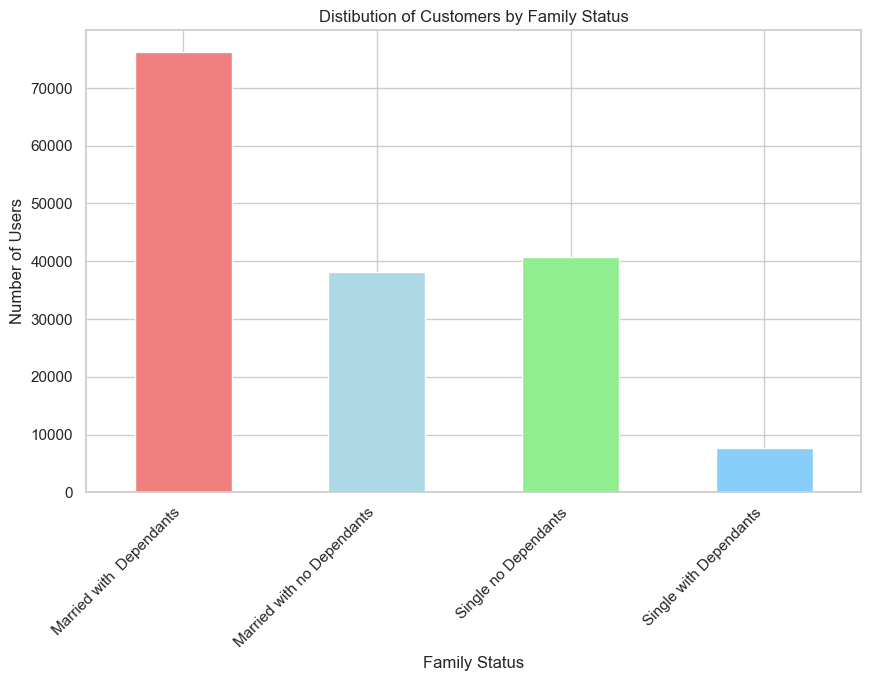 Distibution of Customers by Family Status
Number of Users
70000
60000
50000
40000
30000
20000
10000
0
Married with  Dependants
Married with no Dependants
Single no Dependants
Single with Dependants
Family Status